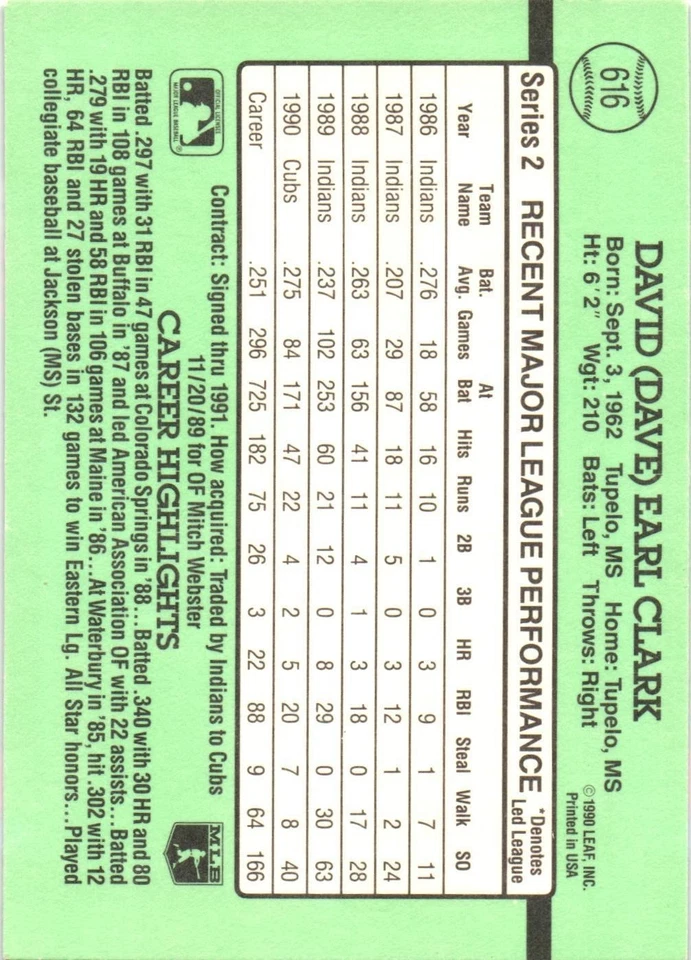 616
DAVID (DAVE) EARL CLARK
Born: Sept. 3, 1962 Tupelo, MS Home: Tupelo, MS
Ht: 6' 2" Wgt: 210 Bats: Left Throws: Right
©1990 LEAF, INC.
Printed in USA
Series 2 RECENT MAJOR LEAGUE PERFORMANCE *Denotes Led League
Year Team Name Bat. Avg. Games At Bat Hits Runs 2B 3B HR RBI Steal Walk SO
1986 Indians .276 18 58 16 10 1 0 3 9 1 7 11
1987 Indians .207 29 87 18 11 5 0 3 12 1 2 24
1988 Indians .263 63 156 41 11 4 1 3 18 0 17 28
1989 Indians .237 102 253 60 21 12 0 8 29 0 30 63
1990 Cubs .275 84 171 47 22 4 2 5 20 7 8 40
Career .251 296 725 182 75 26 3 22 88 9 64 166
OFFICIAL LICENSEE
MAJOR LEAGUE BASEBALL ®
Contract: Signed thru 1991. How acquired: Traded by Indians to Cubs
11/20/89 for OF Mitch Webster
CAREER HIGHLIGHTS
MLB
Batted .297 with 31 RBI in 47 games at Colorado Springs in '88... Batted .340 with 30 HR and 80
RBI in 108 games at Buffalo in '87 and led American Association OF with 22 assists... Batted
.279 with 19 HR and 58 RBI in 106 games at Maine in '86... At Waterbury in '85, hit .302 with 12
HR, 64 RBI and 27 stolen bases in 132 games to win Eastern Lg. All Star honors... Played
collegiate baseball at Jackson (MS) St.